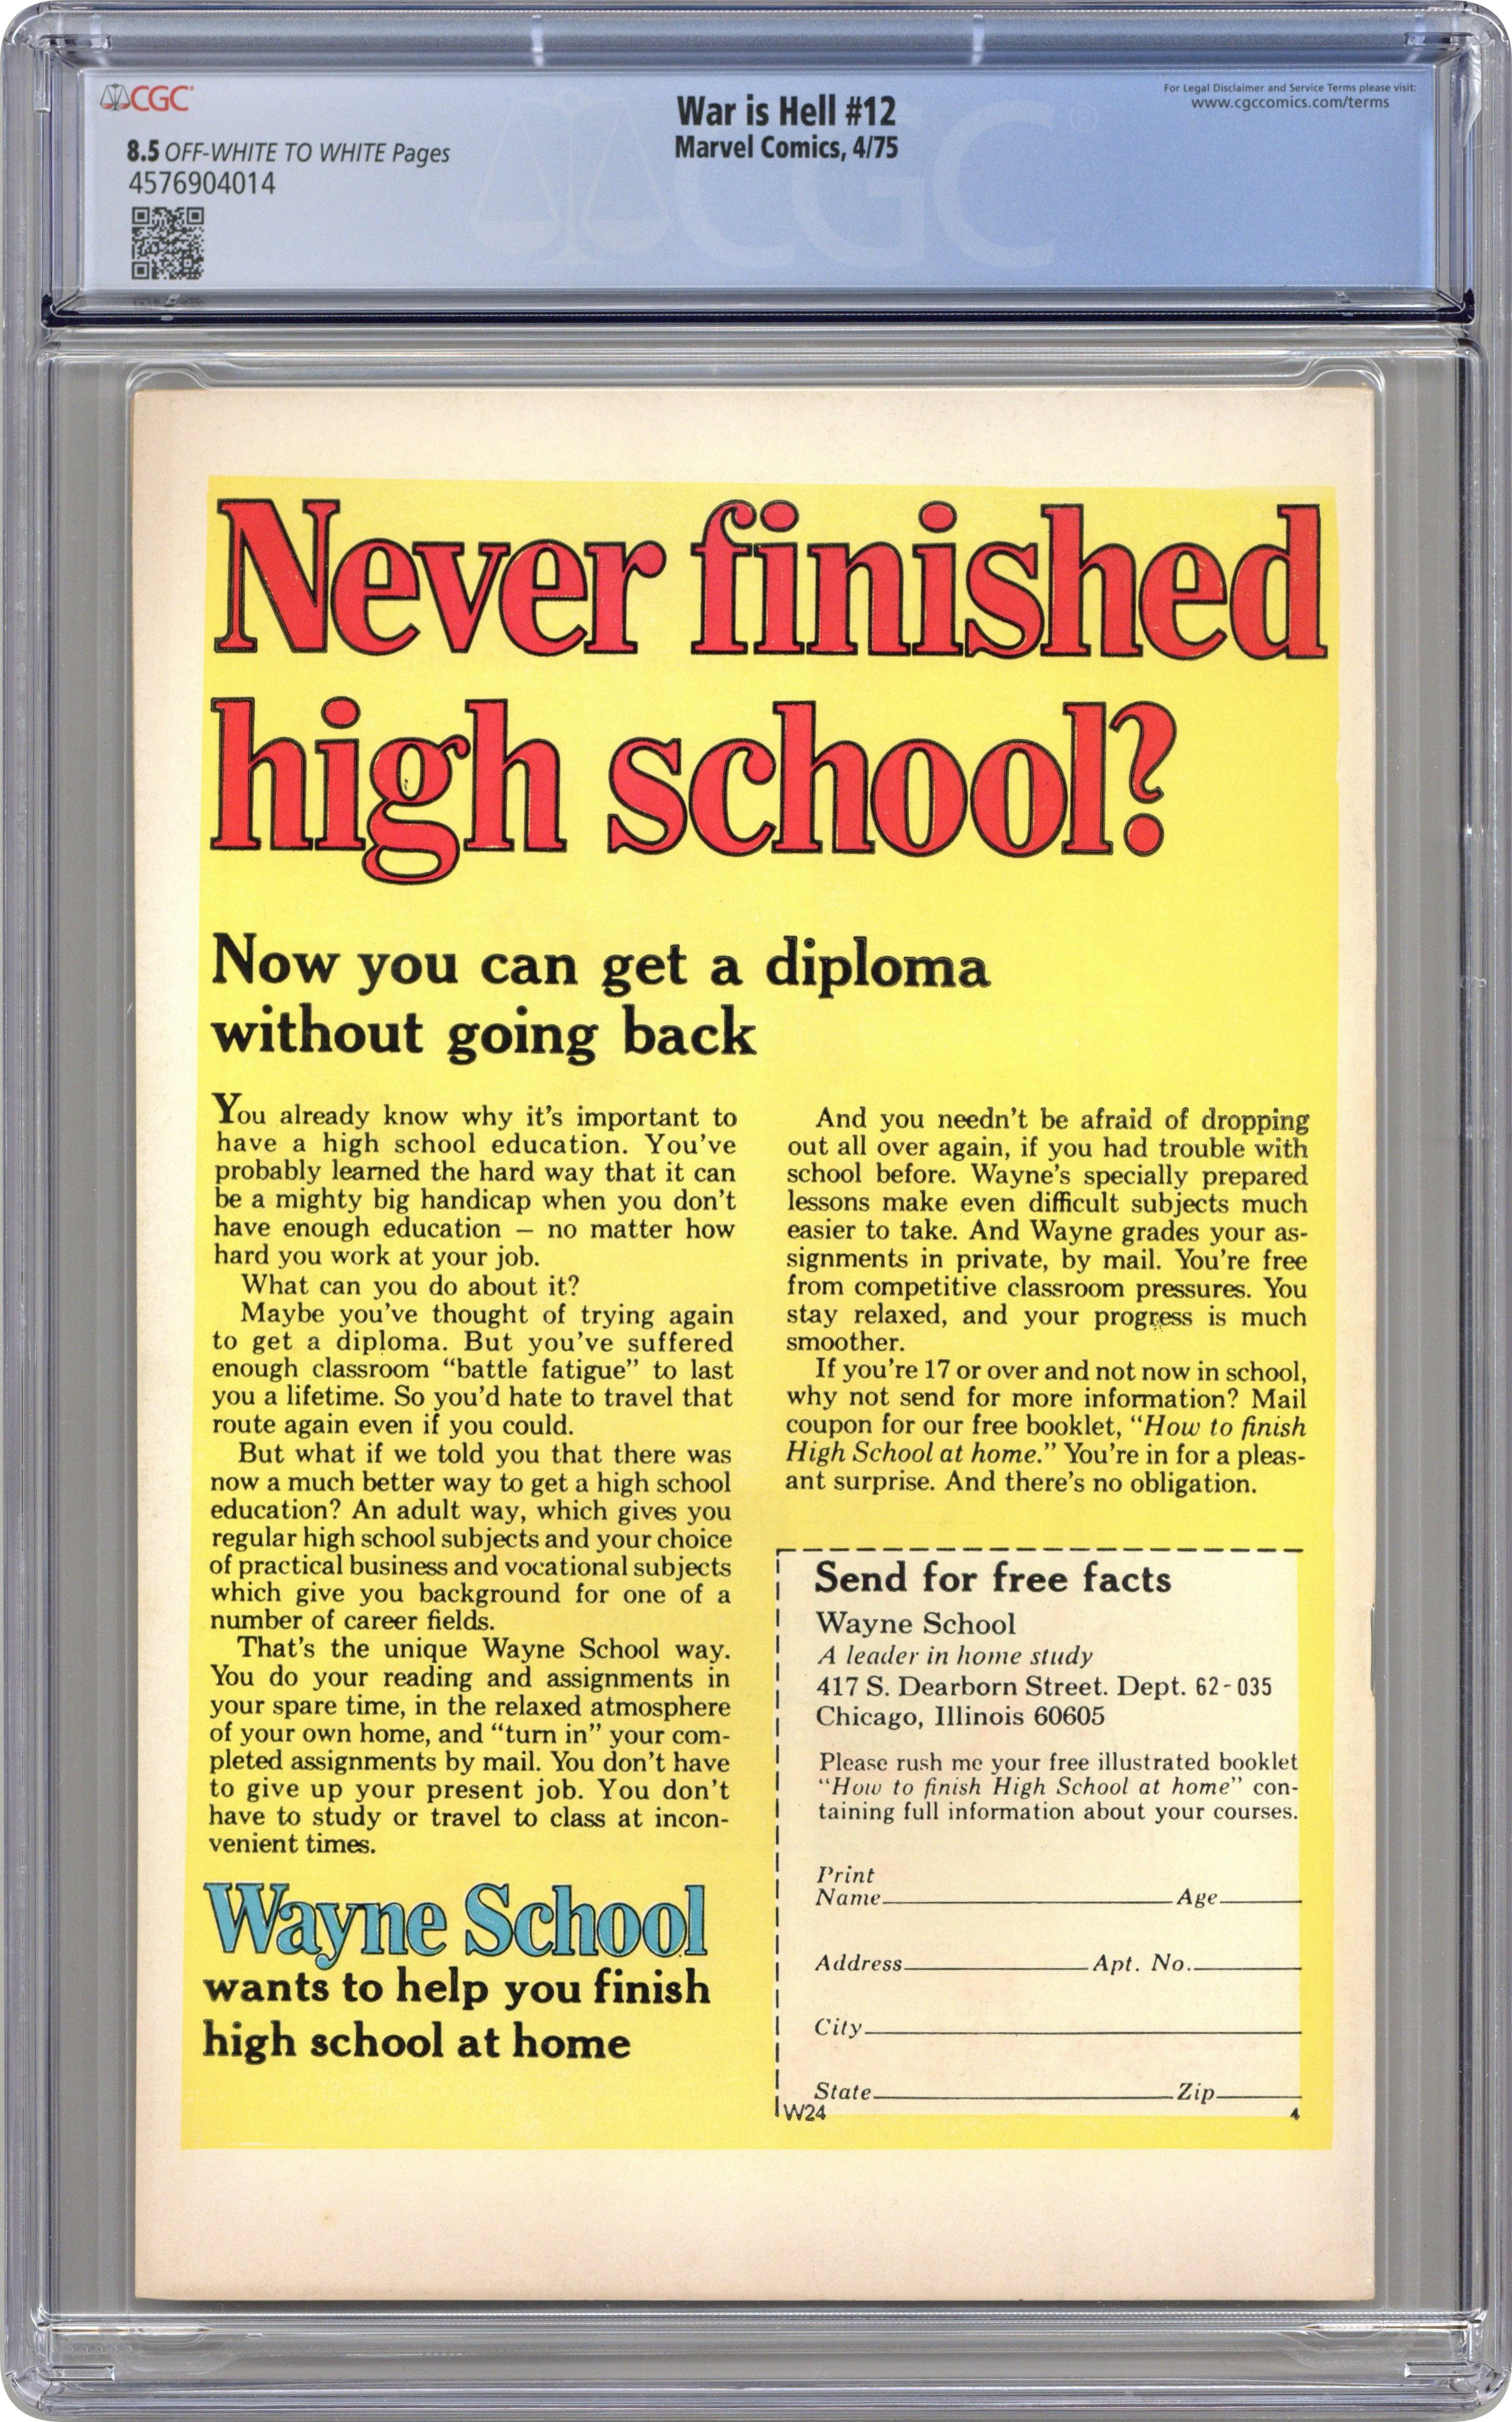 CGC
8.5 OFF-WHITE TO WHITE Pages
4576904014
War is Hell #12
Marvel Comics, 4/75
For Legal Disclaimer and Service Terms please visit:
www.cgccomics.com/terms
CGC®
Never finished
high school?
Now you can get a diploma
without going back
You already know why it's important to
have a high school education. You've
probably learned the hard way that it can
be a mighty big handicap when you don't
have enough education — no matter how
hard you work at your job.
What can you do about it?
Maybe you've thought of trying again
to get a diploma. But you've suffered
enough classroom “battle fatigue” to last
you a lifetime. So you'd hate to travel that
route again even if you could.
But what if we told you that there was
now a much better way to get a high school
education? An adult way, which gives you
regular high school subjects and your choice
of practical business and vocational subjects
which give you background for one of a
number of career fields.
That's the unique Wayne School way.
You do your reading and assignments in
your spare time, in the relaxed atmosphere
of your own home, and “turn in” your com-
pleted assignments by mail. You don't have
to give up your present job. You don't
have to study or travel to class at incon-
venient times.
Wayne School
wants to help you finish
high school at home
And you needn't be afraid of dropping
out all over again, if you had trouble with
school before. Wayne's specially prepared
lessons make even difficult subjects much
easier to take. And Wayne grades your as-
signments in private, by mail. You're free
from competitive classroom pressures. You
stay relaxed, and your progress is much
smoother.
If you're 17 or over and not now in school,
why not send for more information? Mail
coupon for our free booklet, “How to finish
High School at home.” You're in for a pleas-
ant surprise. And there's no obligation.
Send for free facts
Wayne School
A leader in home study
417 S. Dearborn Street. Dept. 62-035
Chicago, Illinois 60605
Please rush me your free illustrated booklet
“How to finish High School at home” con-
taining full information about your courses.
Print
Name Age
Address Apt. No.
City
State Zip
W24 4